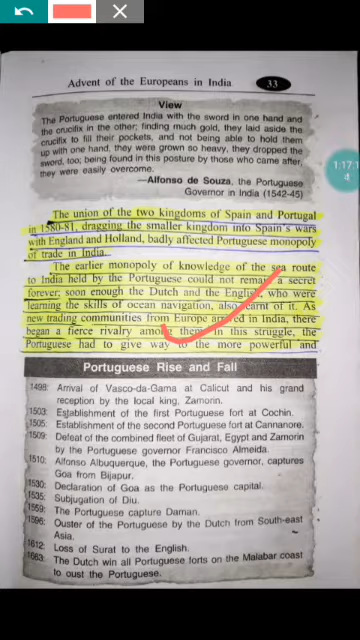 Advent of the Europeans in India 33
View
The Portuguese entered India with the sword in one hand and
the crucifix in the other; finding much gold, they laid aside the
crucifix to fill their pockets, and not being able to hold them
up with one hand, they were grown so heavy, they dropped the
sword, too; being found in this posture by those who came after,
they were easily overcome.
—Alfonso de Souza, the Portuguese
Governor in India (1542-45)
The union of the two kingdoms of Spain and Portugal
in 1580-81, dragging the smaller kingdom into Spain's wars
with England and Holland, badly affected Portuguese monopoly
of trade in India.
The earlier monopoly of knowledge of the sea route
to India held by the Portuguese could not remain a secret
forever; soon enough the Dutch and the English, who were
learning the skills of ocean navigation, also learnt of it. As
new trading communities from Europe arrived in India, there
began a fierce rivalry among them. In this struggle, the
Portuguese had to give way to the more powerful and
Portuguese Rise and Fall
1498: Arrival of Vasco-da-Gama at Calicut and his grand
reception by the local king, Zamorin.
1503: Establishment of the first Portuguese fort at Cochin.
1505: Establishment of the second Portuguese fort at Cannanore.
1509: Defeat of the combined fleet of Gujarat, Egypt and Zamorin
by the Portuguese governor Francisco Almeida.
1510: Alfonso Albuquerque, the Portuguese governor, captures
Goa from Bijapur.
1530: Declaration of Goa as the Portuguese capital.
1535: Subjugation of Diu.
1559: The Portuguese capture Daman.
1596: Ouster of the Portuguese by the Dutch from South-east
Asia.
1612: Loss of Surat to the English.
1663: The Dutch win all Portuguese forts on the Malabar coast
to oust the Portuguese.
1:17:1
4